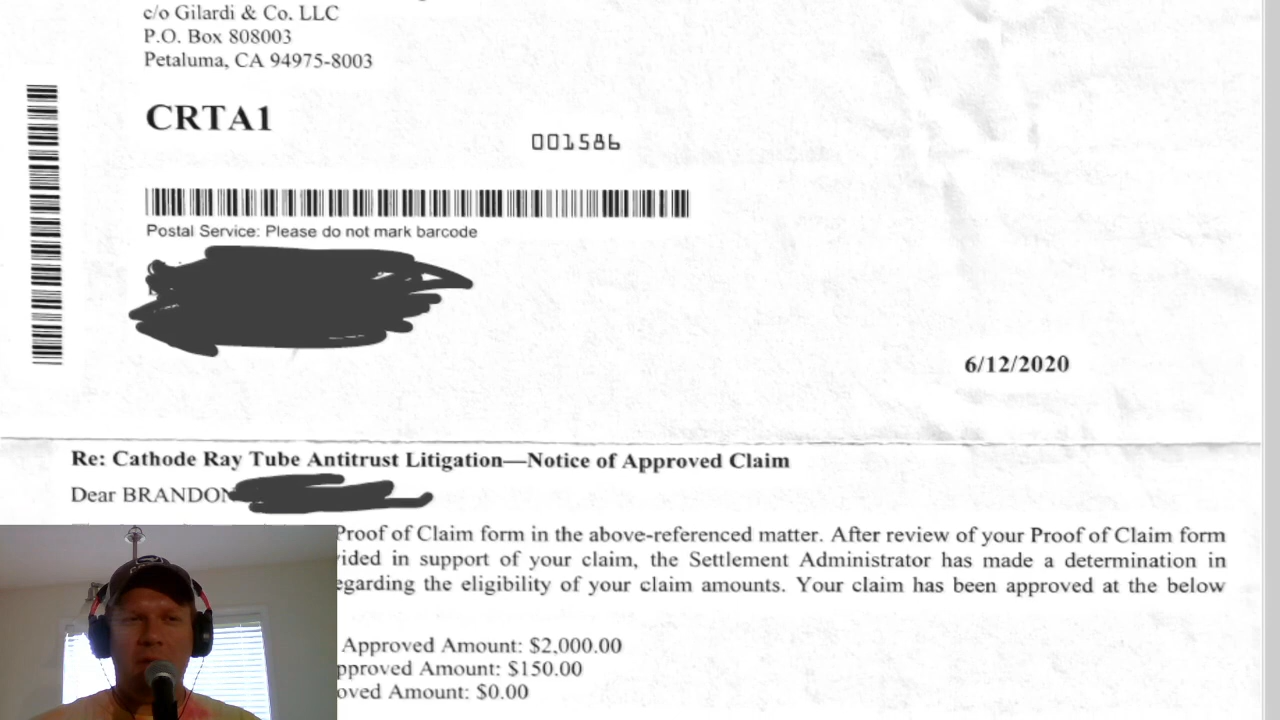 c/o Gilardi & Co. LLC
P.O. Box 808003
Petaluma, CA 94975-8003
CRTA1
001586
Postal Service: Please do not mark barcode
6/12/2020
Re: Cathode Ray Tube Antitrust Litigation—Notice of Approved Claim
Dear BRANDON
Proof of Claim form in the above-referenced matter. After review of your Proof of Claim form
vided in support of your claim, the Settlement Administrator has made a determination in
egarding the eligibility of your claim amounts. Your claim has been approved at the below
Approved Amount: $2,000.00
pproved Amount: $150.00
oved Amount: $0.00